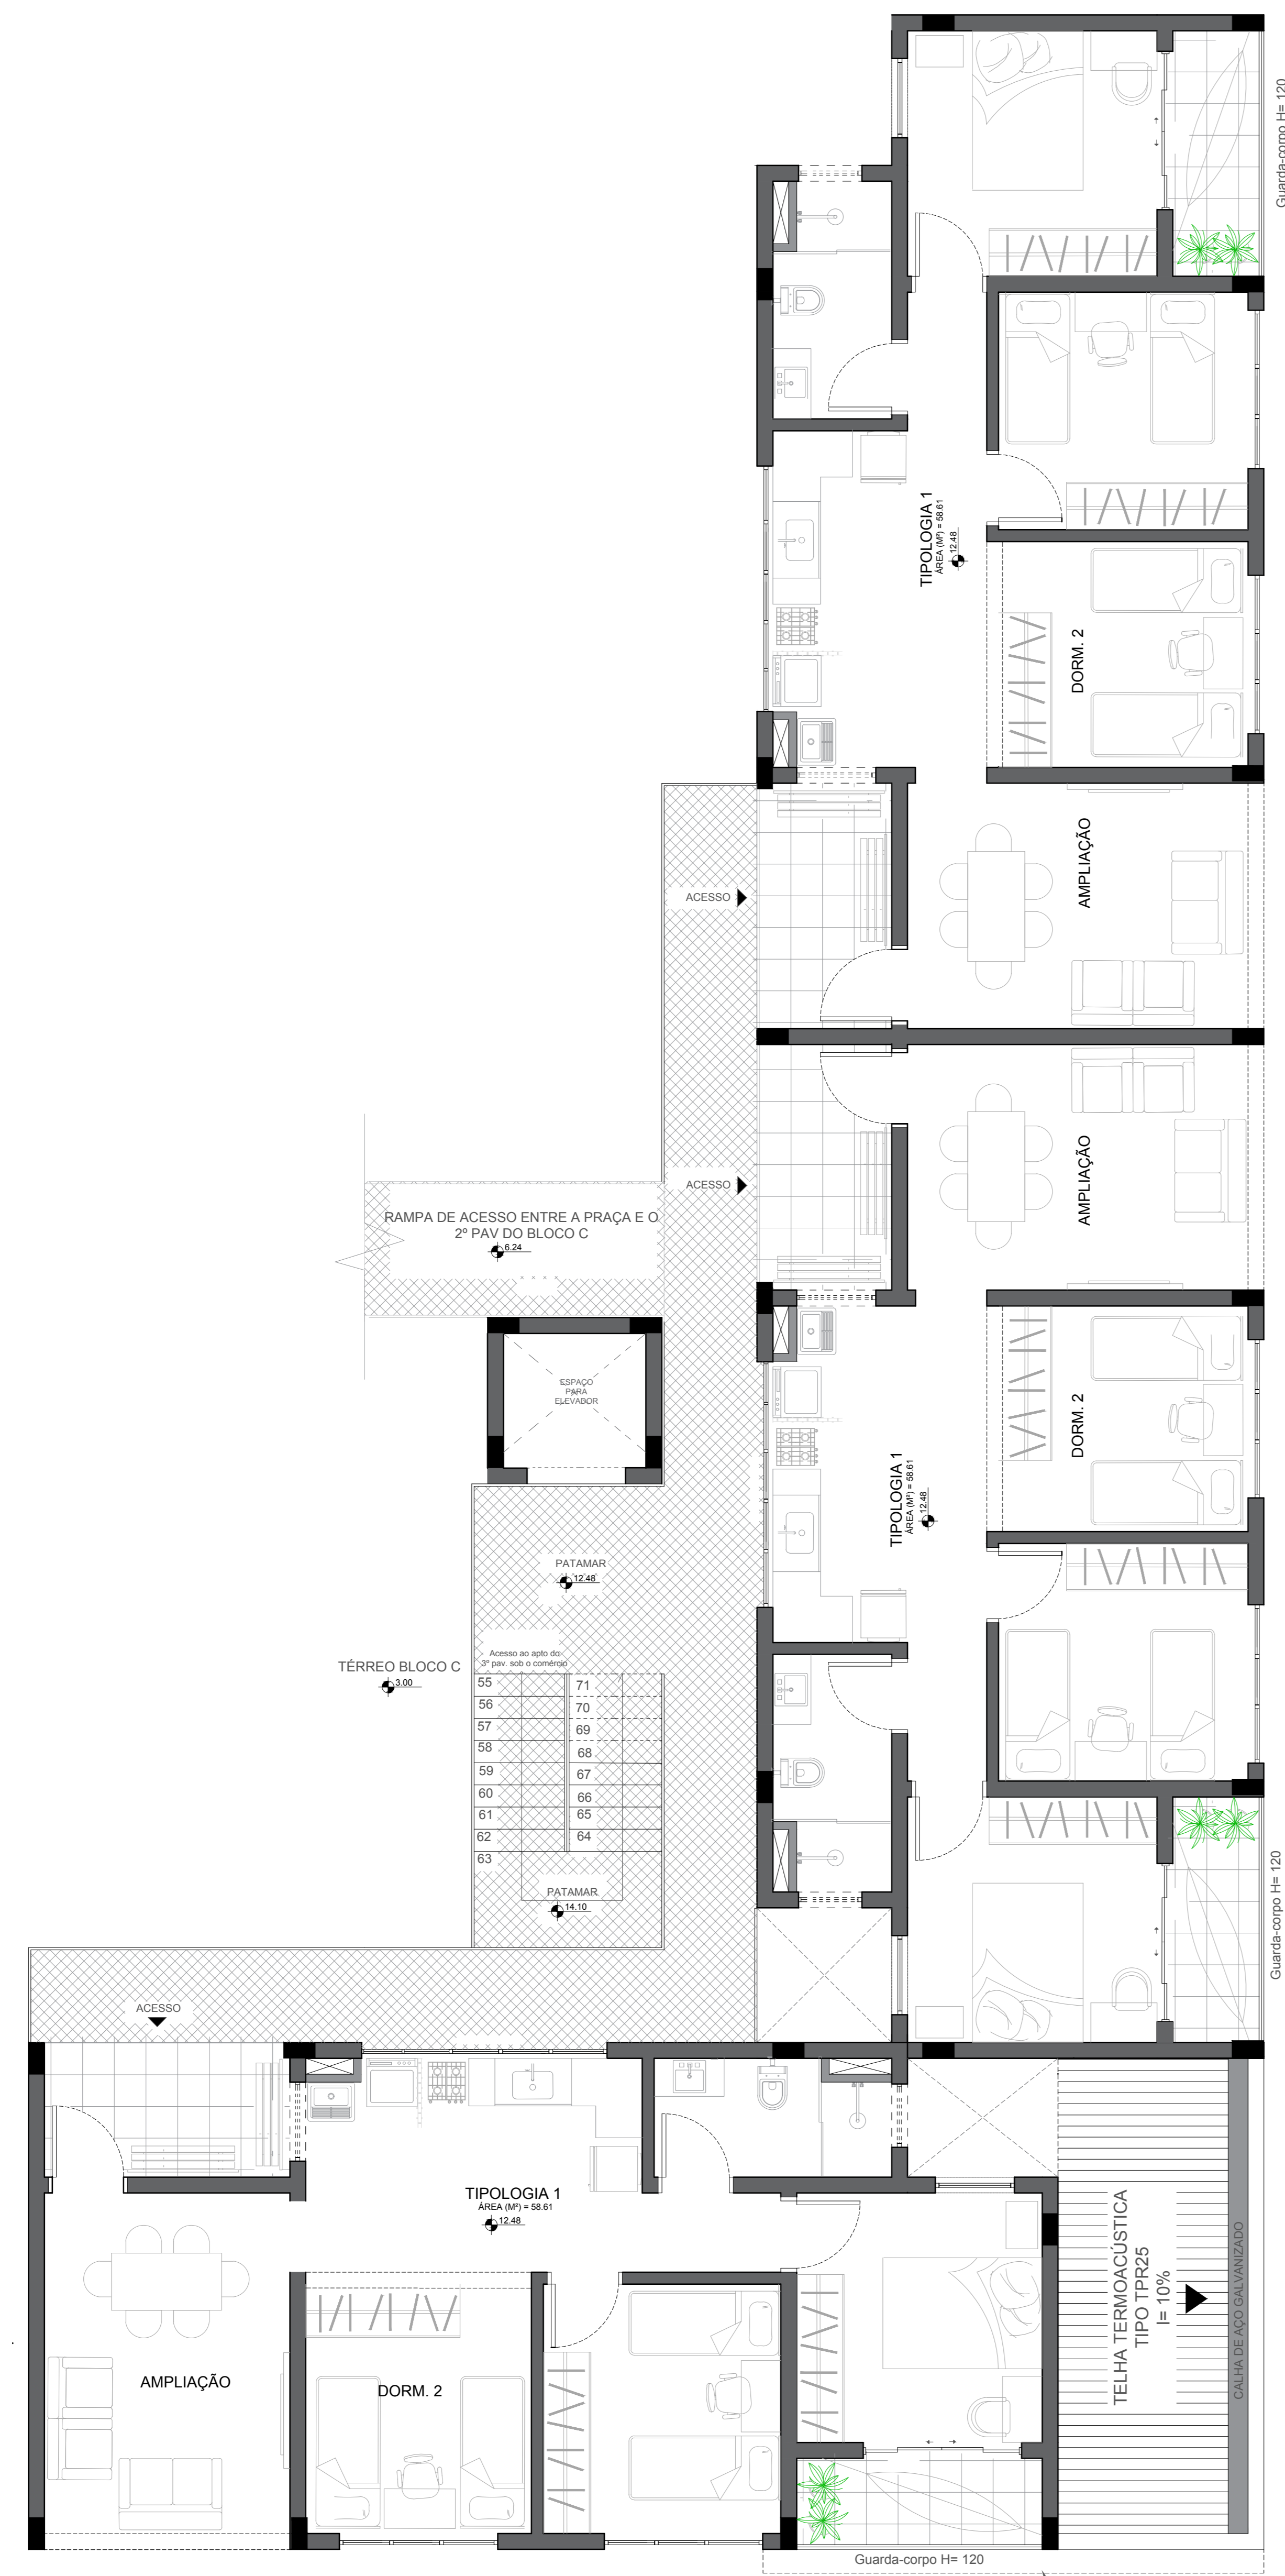 Guarda-corpo H= 120
TIPOLOGIA 1
ÁREA (M²) = 58.61
12.48
DORM. 2
AMPLIAÇÃO
ACESSO
AMPLIAÇÃO
ACESSO
RAMPA DE ACESSO ENTRE A PRAÇA E O
2º PAV DO BLOCO C
6.24
ESPAÇO
PARA
ELEVADOR
DORM. 2
TIPOLOGIA 1
ÁREA (M²) = 58.61
12.48
PATAMAR
12.48
Acesso ao apto do
3º pav. sob o comércio
TÉRREO BLOCO C
3.00
55
56
57
58
59
60
61
62
63
71
70
69
68
67
66
65
64
PATAMAR
14.10
Guarda-corpo H= 120
ACESSO
TIPOLOGIA 1
ÁREA (M²) = 58.61
12.48
AMPLIAÇÃO
DORM. 2
TELHA TERMOACÚSTICA
TIPO TPR25
I= 10%
CALHA DE AÇO GALVANIZADO
Guarda-corpo H= 120